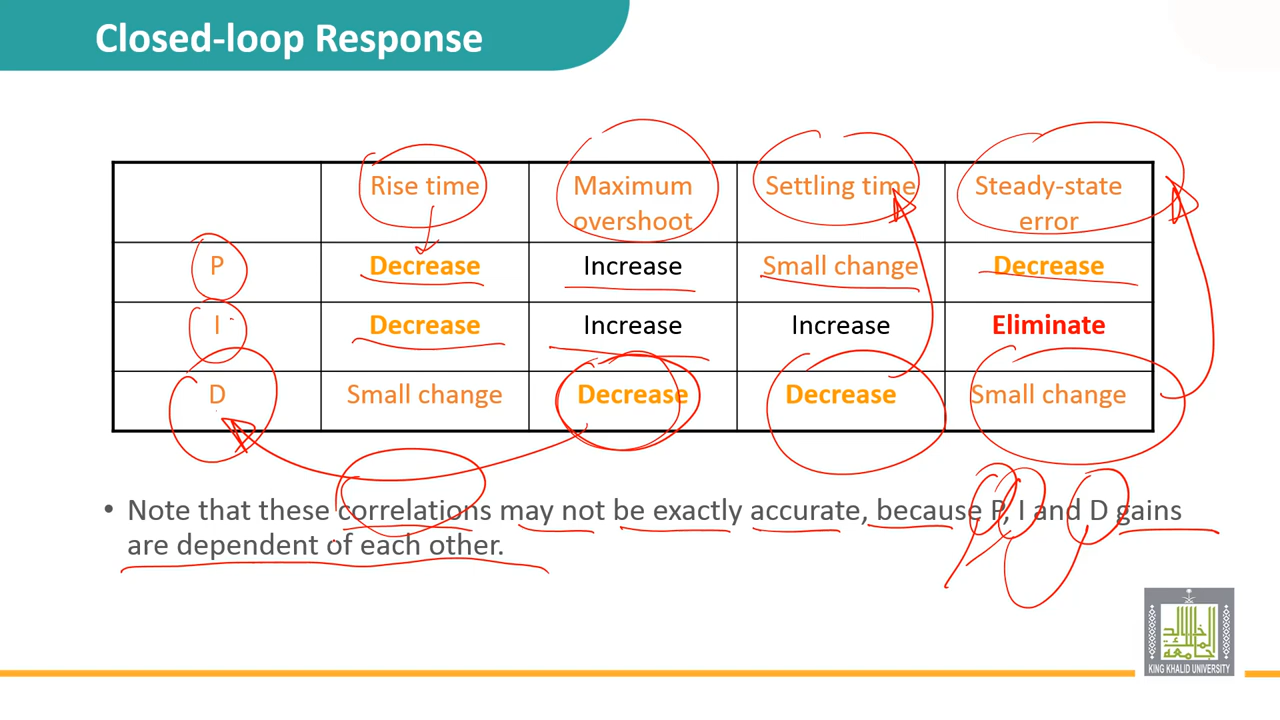 Closed-loop Response
Rise time
Maximum
overshoot
Settling time
Steady-state
error
P
Decrease
Increase
Small change
Decrease
I
Decrease
Increase
Increase
Eliminate
D
Small change
Decrease
Decrease
Small change
• Note that these correlations may not be exactly accurate, because P, I and D gains
are dependent of each other.
KING KHALID UNIVERSITY